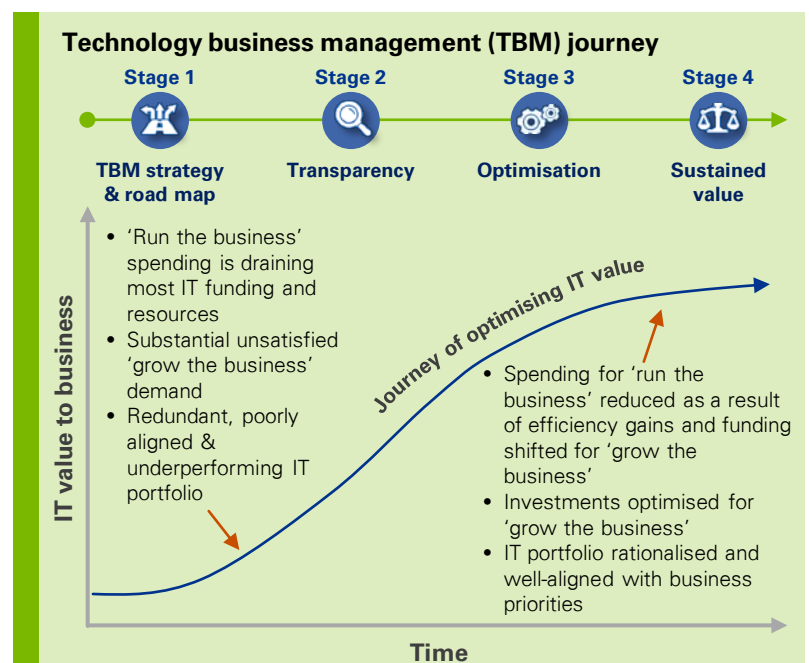 Technology business management (TBM) journey
Stage 1
Stage 2
Stage 3
Stage 4
TBM strategy
& road map
Transparency
Optimisation
Sustained
value
• ‘Run the business’
spending is draining
most IT funding and
resources
• Substantial unsatisfied
‘grow the business’
demand
• Redundant, poorly
aligned &
underperforming IT
portfolio
Journey of optimising IT value
• Spending for ‘run the
business’ reduced as a result
of efficiency gains and funding
shifted for ‘grow the
business’
• Investments optimised for
‘grow the business’
• IT portfolio rationalised and
well-aligned with business
priorities
IT value to business
Time